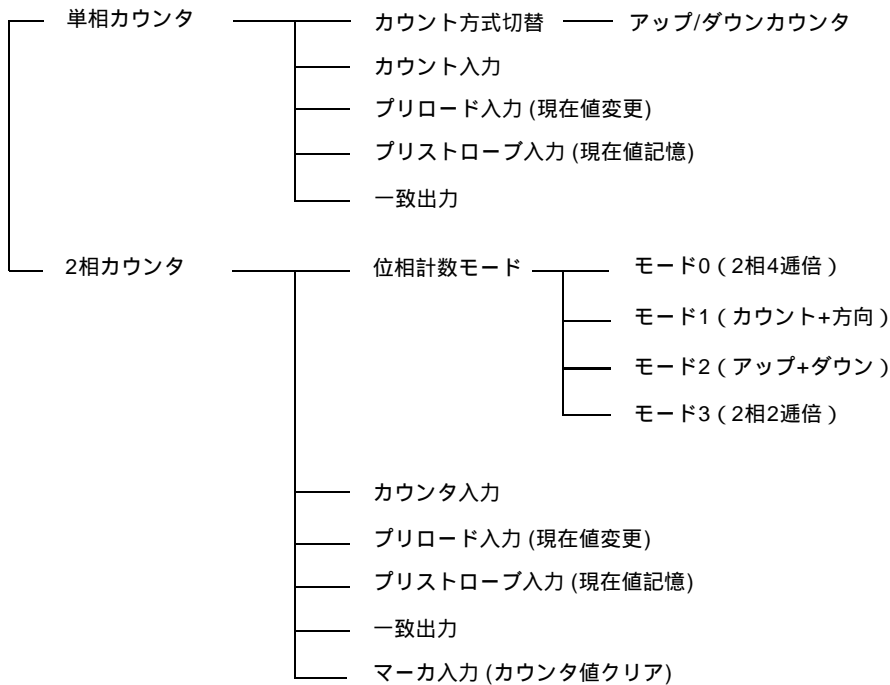 単相カウンタ カウント方式切替 アップ/ダウンカウンタ
カウント入力
プリロード入力 (現在値変更)
プリストローブ入力 (現在値記憶)
一致出力
2相カウンタ 位相計数モード モード0（2相4逓倍）
モード1（カウント+方向）
モード2（アップ+ダウン）
モード3（2相2逓倍）
カウンタ入力
プリロード入力 (現在値変更)
プリストローブ入力 (現在値記憶)
一致出力
マーカ入力 (カウンタ値クリア)